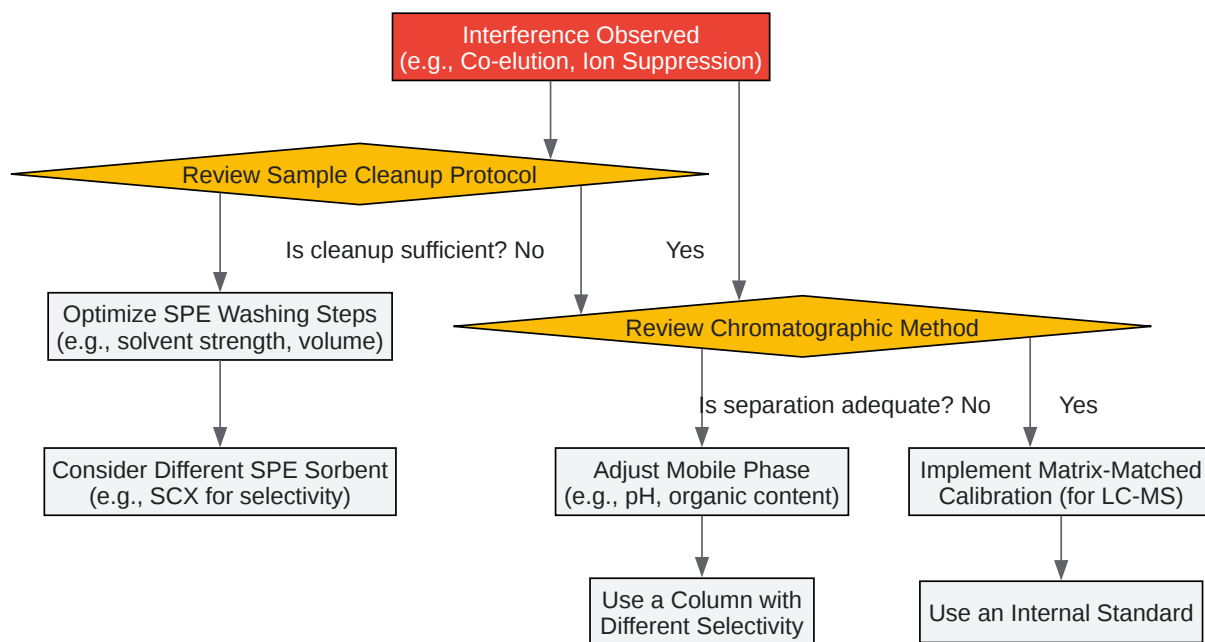 Interference Observed
(e.g., Co-elution, Ion Suppression)
Review Sample Cleanup Protocol
Is cleanup sufficient? No
Yes
Optimize SPE Washing Steps
(e.g., solvent strength, volume)
Review Chromatographic Method
Is separation adequate? No
Yes
Consider Different SPE Sorbent
(e.g., SCX for selectivity)
Adjust Mobile Phase
(e.g., pH, organic content)
Implement Matrix-Matched
Calibration (for LC-MS)
Use a Column with
Different Selectivity
Use an Internal Standard